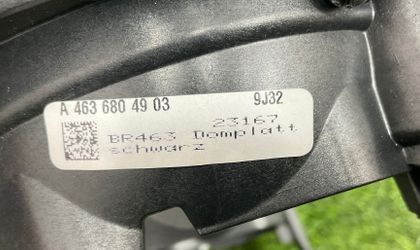 A 463 680 49 03 9J32
23167
BR463 Domplatt
schwarz